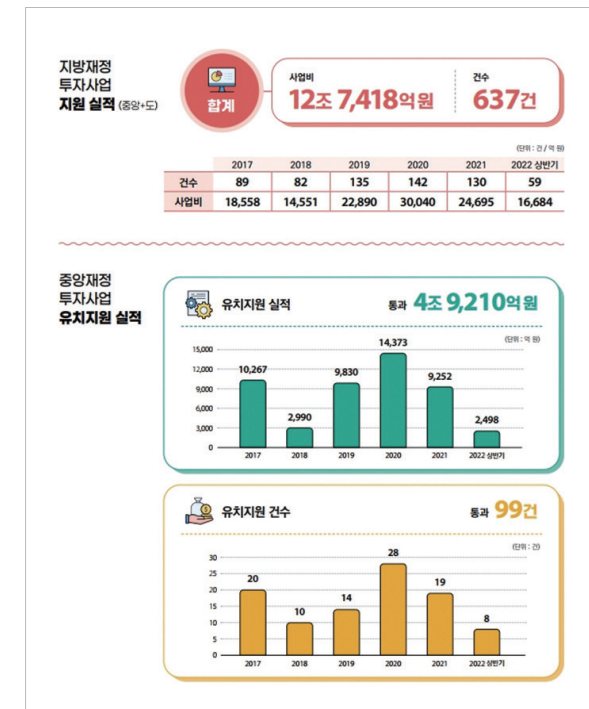 지방재정
투자사업
지원 실적 (중앙+도)
합계
사업비
12조 7,418억원
건수
637건
(단위 : 건 / 억 원)
2017 2018 2019 2020 2021 2022 상반기
건수 89 82 135 142 130 59
사업비 18,558 14,551 22,890 30,040 24,695 16,684
중앙재정
투자사업
유치지원 실적
유치지원 실적
통과 4조 9,210억원
(단위 : 억 원)
15,000
12,000
9,000
6,000
3,000
0
10,267
2,990
9,830
14,373
9,252
2,498
2017 2018 2019 2020 2021 2022 상반기
유치지원 건수
통과 99건
(단위 : 건)
30
25
20
15
10
5
0
20
10
14
28
19
8
2017 2018 2019 2020 2021 2022 상반기